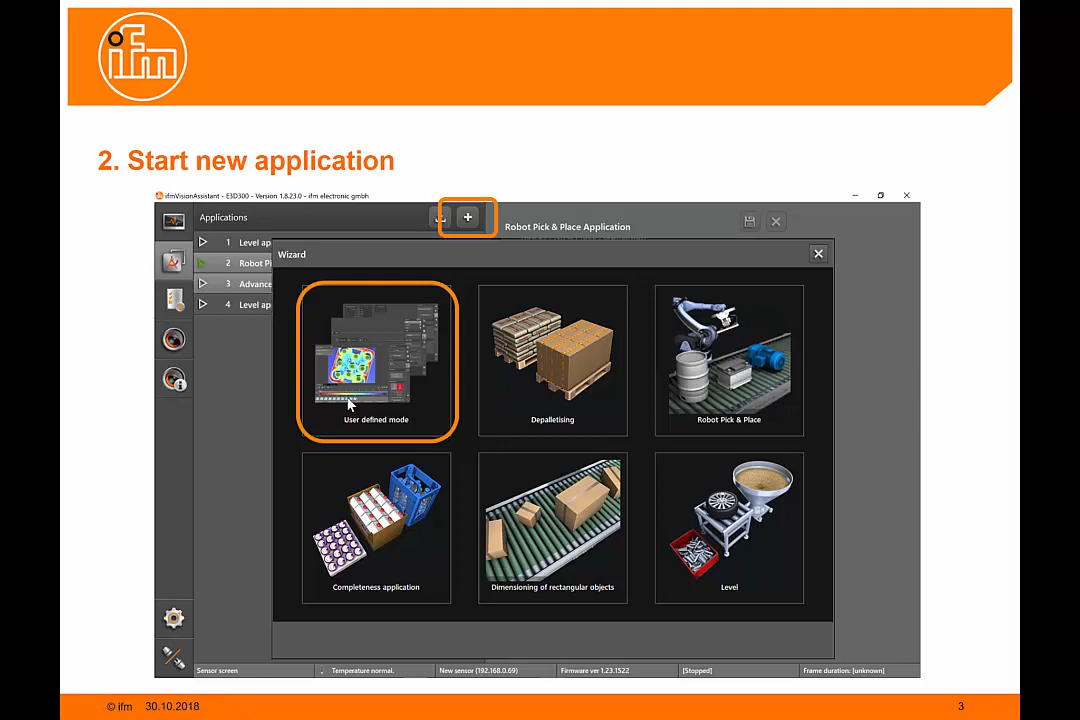 ifm
2. Start new application
ifmVisionAssistant - E3D300 - Version 1.8.23.0 - ifm electronic gmbh
Applications
Robot Pick & Place Application
1 Level ap
2 Robot Pi
3 Advance
4 Level ap
Wizard
User defined mode
Depalletising
Robot Pick & Place
Completeness application
Dimensioning of rectangular objects
Level
Sensor screen
Temperature normal.
New sensor (192.168.0.69)
Firmware ver 1.23.1522
[Stopped]
Frame duration: [unknown]
© ifm 30.10.2018
3